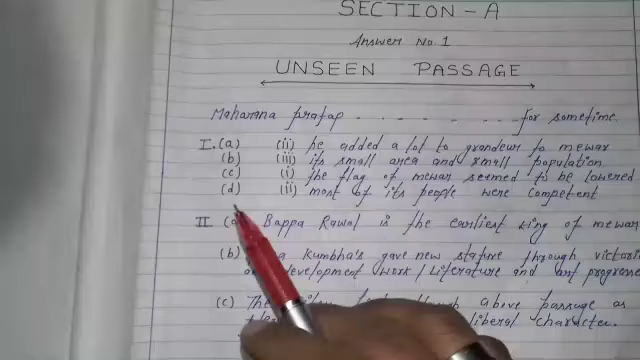 SECTION - A
Answer No. 1
UNSEEN PASSAGE
Maharana Pratap . . . . . . . . . for sometime.
I. (a) (ii) he added a lot to grandeur to mewar
(b) (iii) its small area and small population
(c) (i) the flag of mewar seemed to be lowered
(d) (ii) most of its people were competent
II (a) Bappa Rawal is the earliest king of mewar
(b) Kumbha's gave new stature through
development work / Literature and art
(c) The above passage as
liberal character.